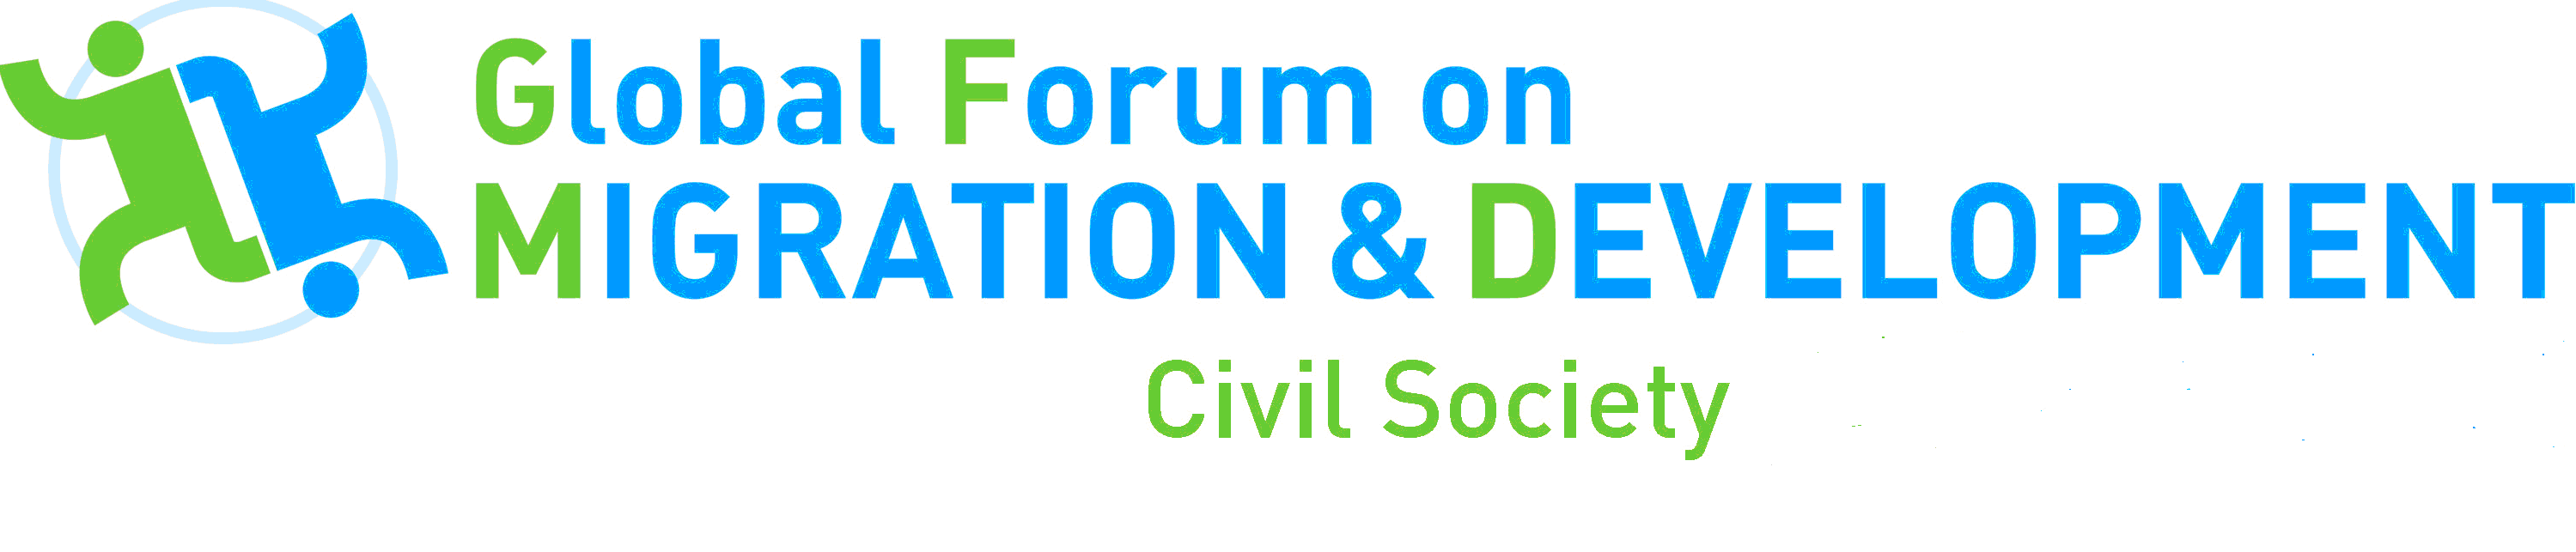 Global Forum on
MIGRATION & DEVELOPMENT
Civil Society